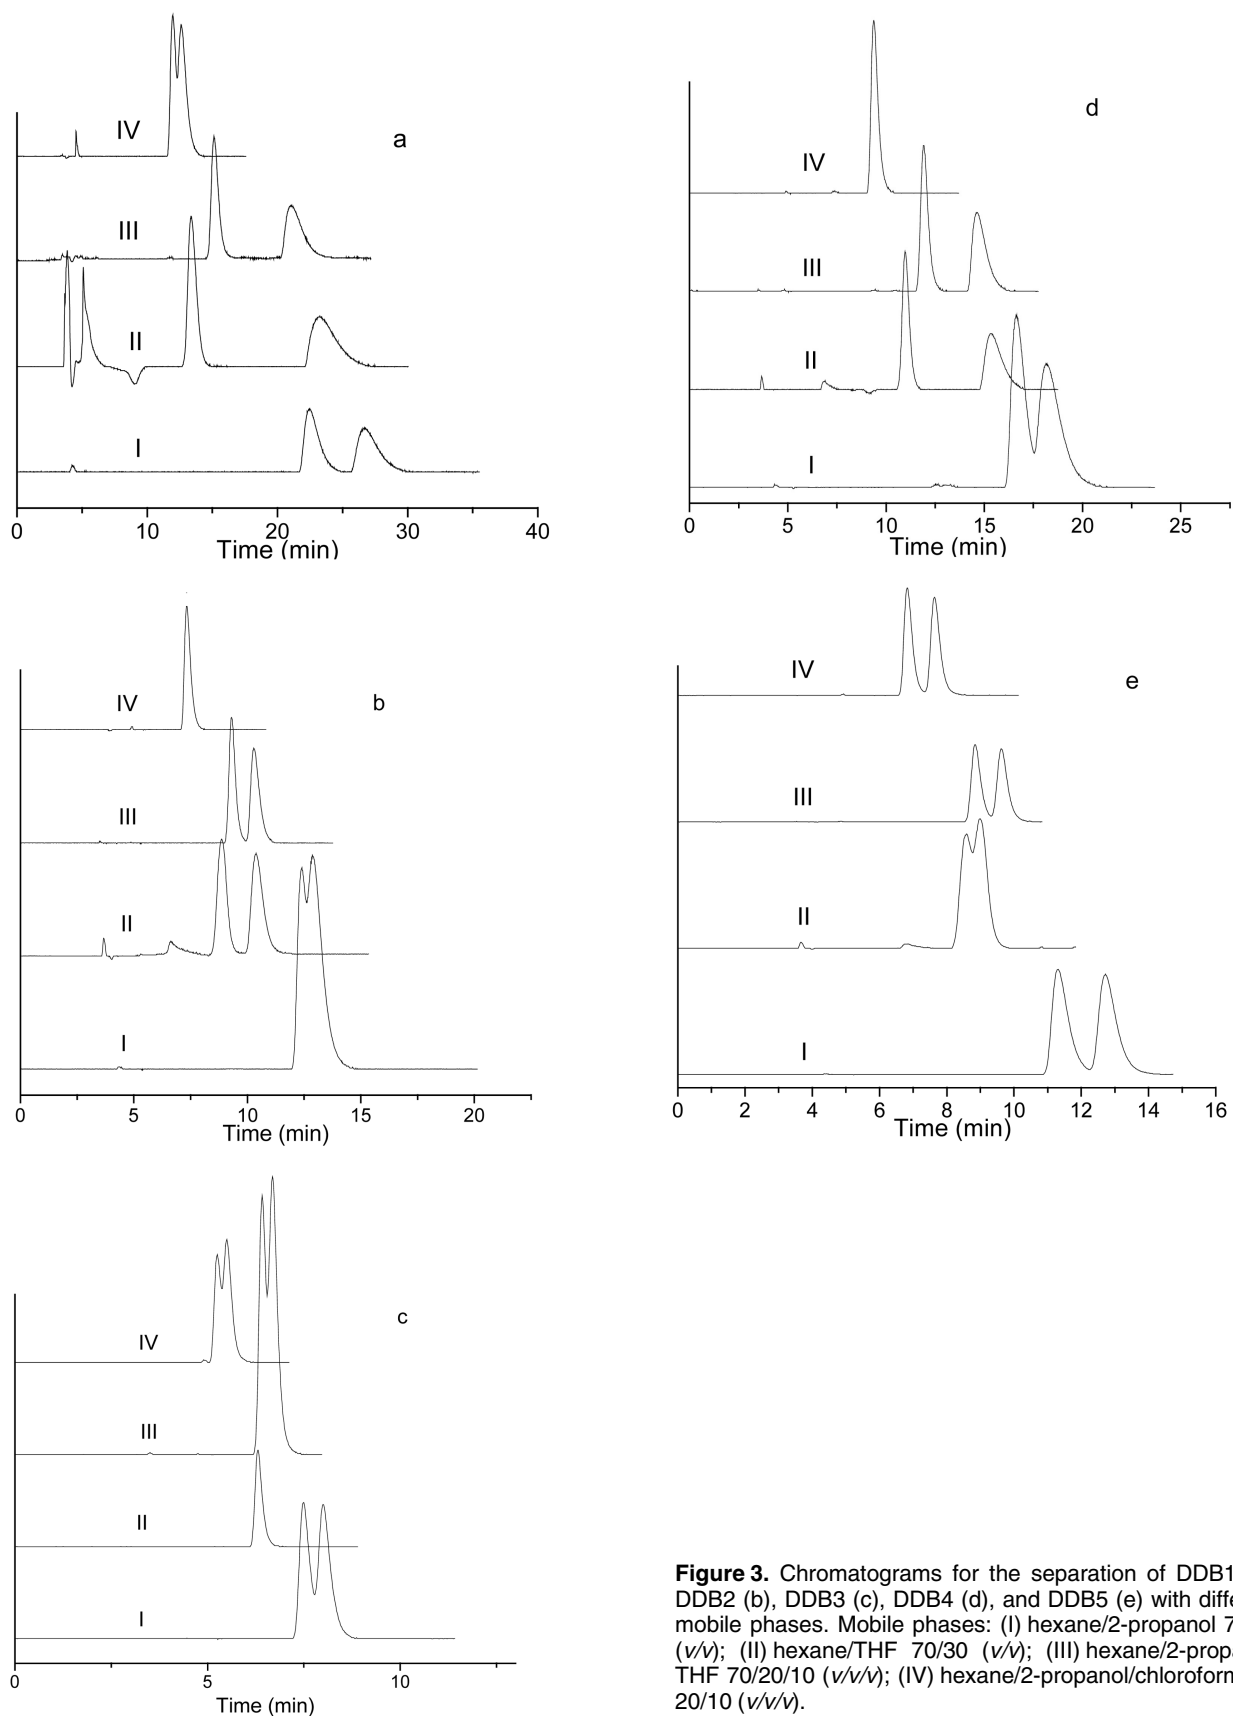 a
IV
III
II
I
0 10 20 30 40
Time (min)
d
IV
III
II
I
0 5 10 15 20 25
Time (min)
b
IV
III
II
I
0 5 10 15 20
Time (min)
e
IV
III
II
I
0 2 4 6 8 10 12 14 16
Time (min)
c
IV
III
II
I
0 5 10
Time (min)
Figure 3. Chromatograms for the separation of DDB1
DDB2 (b), DDB3 (c), DDB4 (d), and DDB5 (e) with
mobile phases. Mobile phases: (I) hexane/2-propanol
(v/v); (II) hexane/THF 70/30 (v/v); (III)
THF 70/20/10 (v/v/v); (IV) hexane/2-propanol/chloroform
20/10 (v/v/v).